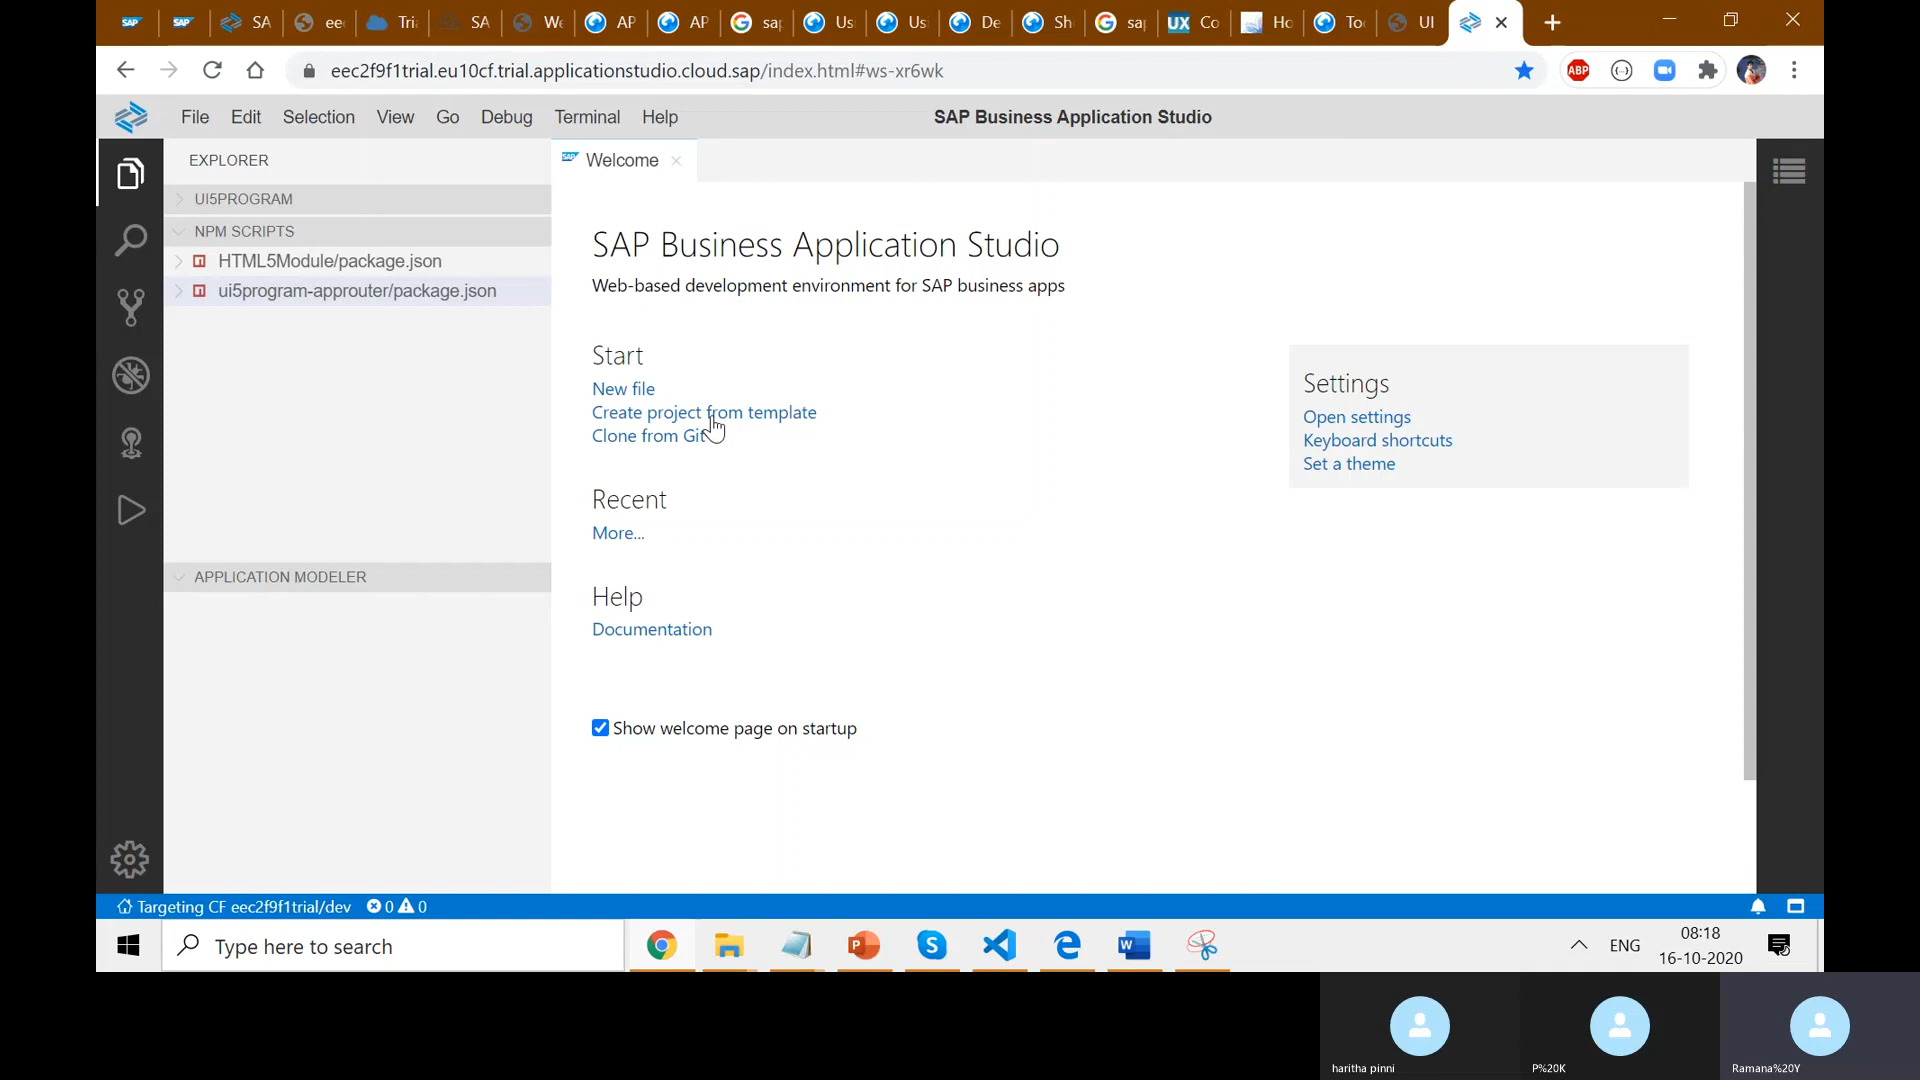 SAP
SAP
SA
ee
Tri
SA
We
AP
AP
sa
Usi
Us
De
Sh
sa
UX
Co
Ho
To
UI
eec2f9f1trial.eu10cf.trial.applicationstudio.cloud.sap/index.html#ws-xr6wk
ABP
File
Edit
Selection
View
Go
Debug
Terminal
Help
SAP Business Application Studio
EXPLORER
UI5PROGRAM
NPM SCRIPTS
HTML5Module/package.json
ui5program-approuter/package.json
APPLICATION MODELER
SAP
Welcome
SAP Business Application Studio
Web-based development environment for SAP business apps
Start
New file
Create project from template
Clone from Git
Recent
More...
Help
Documentation
Show welcome page on startup
Settings
Open settings
Keyboard shortcuts
Set a theme
Targeting CF eec2f9f1trial/dev
0
0
Type here to search
ENG
08:18
16-10-2020
haritha pinni
P%20K
Ramana%20Y